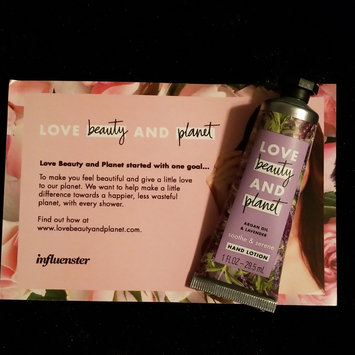 LOVE beauty AND planet
Love Beauty and Planet started with one goal...
To make you feel beautiful and give a little love
to our planet. We want to help make a little
difference towards a happier, less wasteful
planet, with every shower.
Find out how at
www.lovebeautyandplanet.com.
influenster
LOVE
beauty
AND
planet
ARGAN OIL
& LAVENDER
soothe & serene
HAND LOTION
1 FL OZ - 29.5 mL